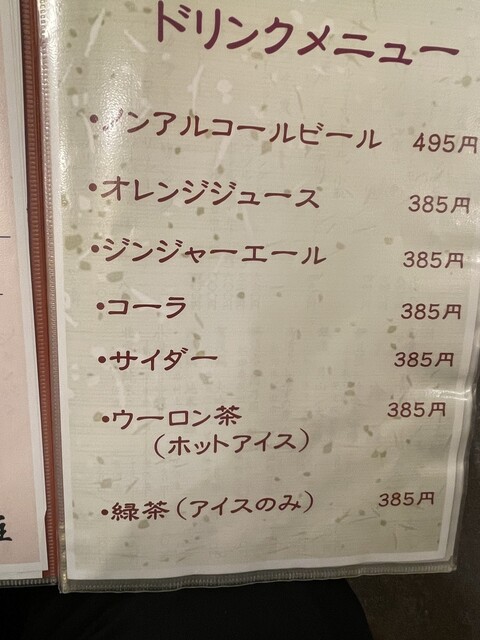 ドリンクメニュー
・ノンアルコールビール 495円
・オレンジジュース 385円
・ジンジャーエール 385円
・コーラ 385円
・サイダー 385円
・ウーロン茶 385円
（ホットアイス）
・緑茶（アイスのみ） 385円